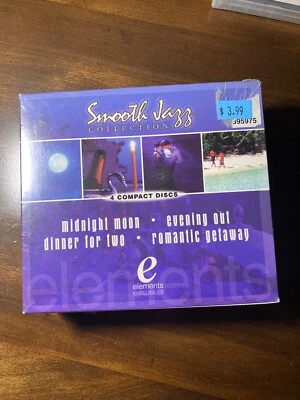 Smooth Jazz
COLLECTION
$3.99
695975
4 COMPACT DISCS
midnight moon • evening out
dinner for two • romantic getaway
elements
e
elements